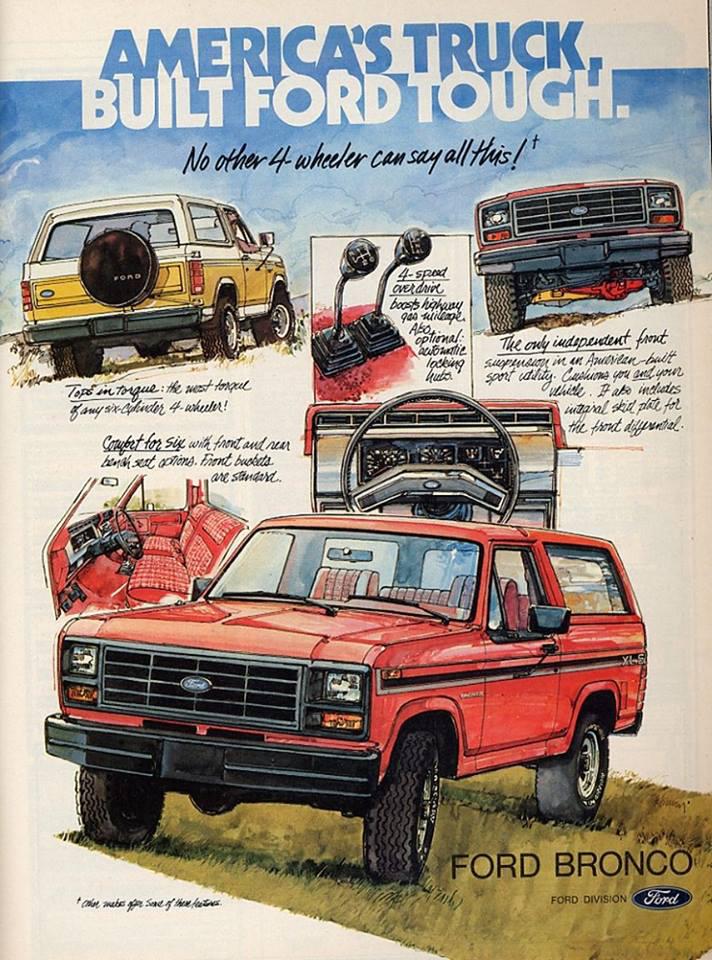 AMERICA'S TRUCK.
BUILT FORD TOUGH.
No other 4-wheeler can say all this!†
FORD
Ford
Ford
4-speed
overdrive
boosts highway
gas mileage.
Also
optional:
automatic
locking
hubs.
The only independent front
suspension in an American-built
sport utility. Cushions you and your
vehicle. It also includes
integral skid plate for
the front differential.
Tops in torque: the most torque
of any six-cylinder 4-wheeler!
Comfort for six with front and rear
bench seat options. Front buckets
are standard.
Ford
XLS
FORD BRONCO
FORD DIVISION Ford
† other makes offer some of these features.